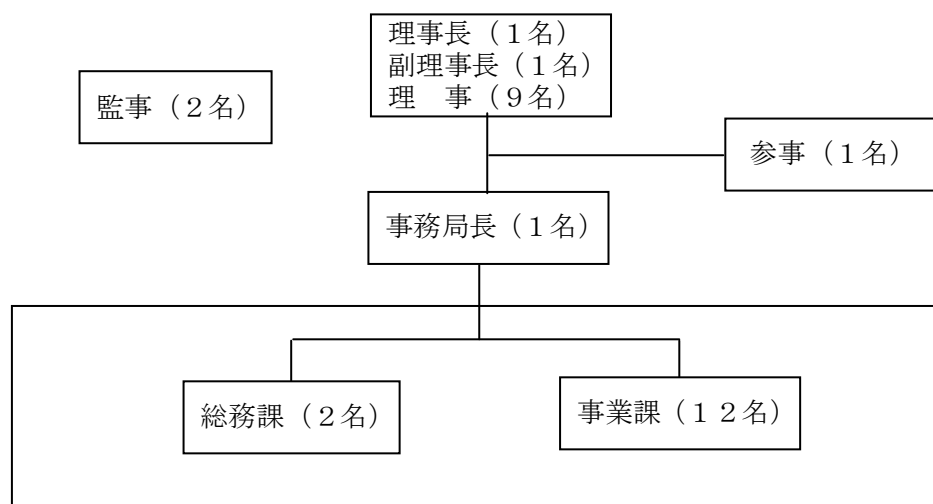 理事長（１名）
副理事長（１名）
理　事（９名）
監事（２名）
参事（１名）
事務局長（１名）
総務課（２名）
事業課（１２名）